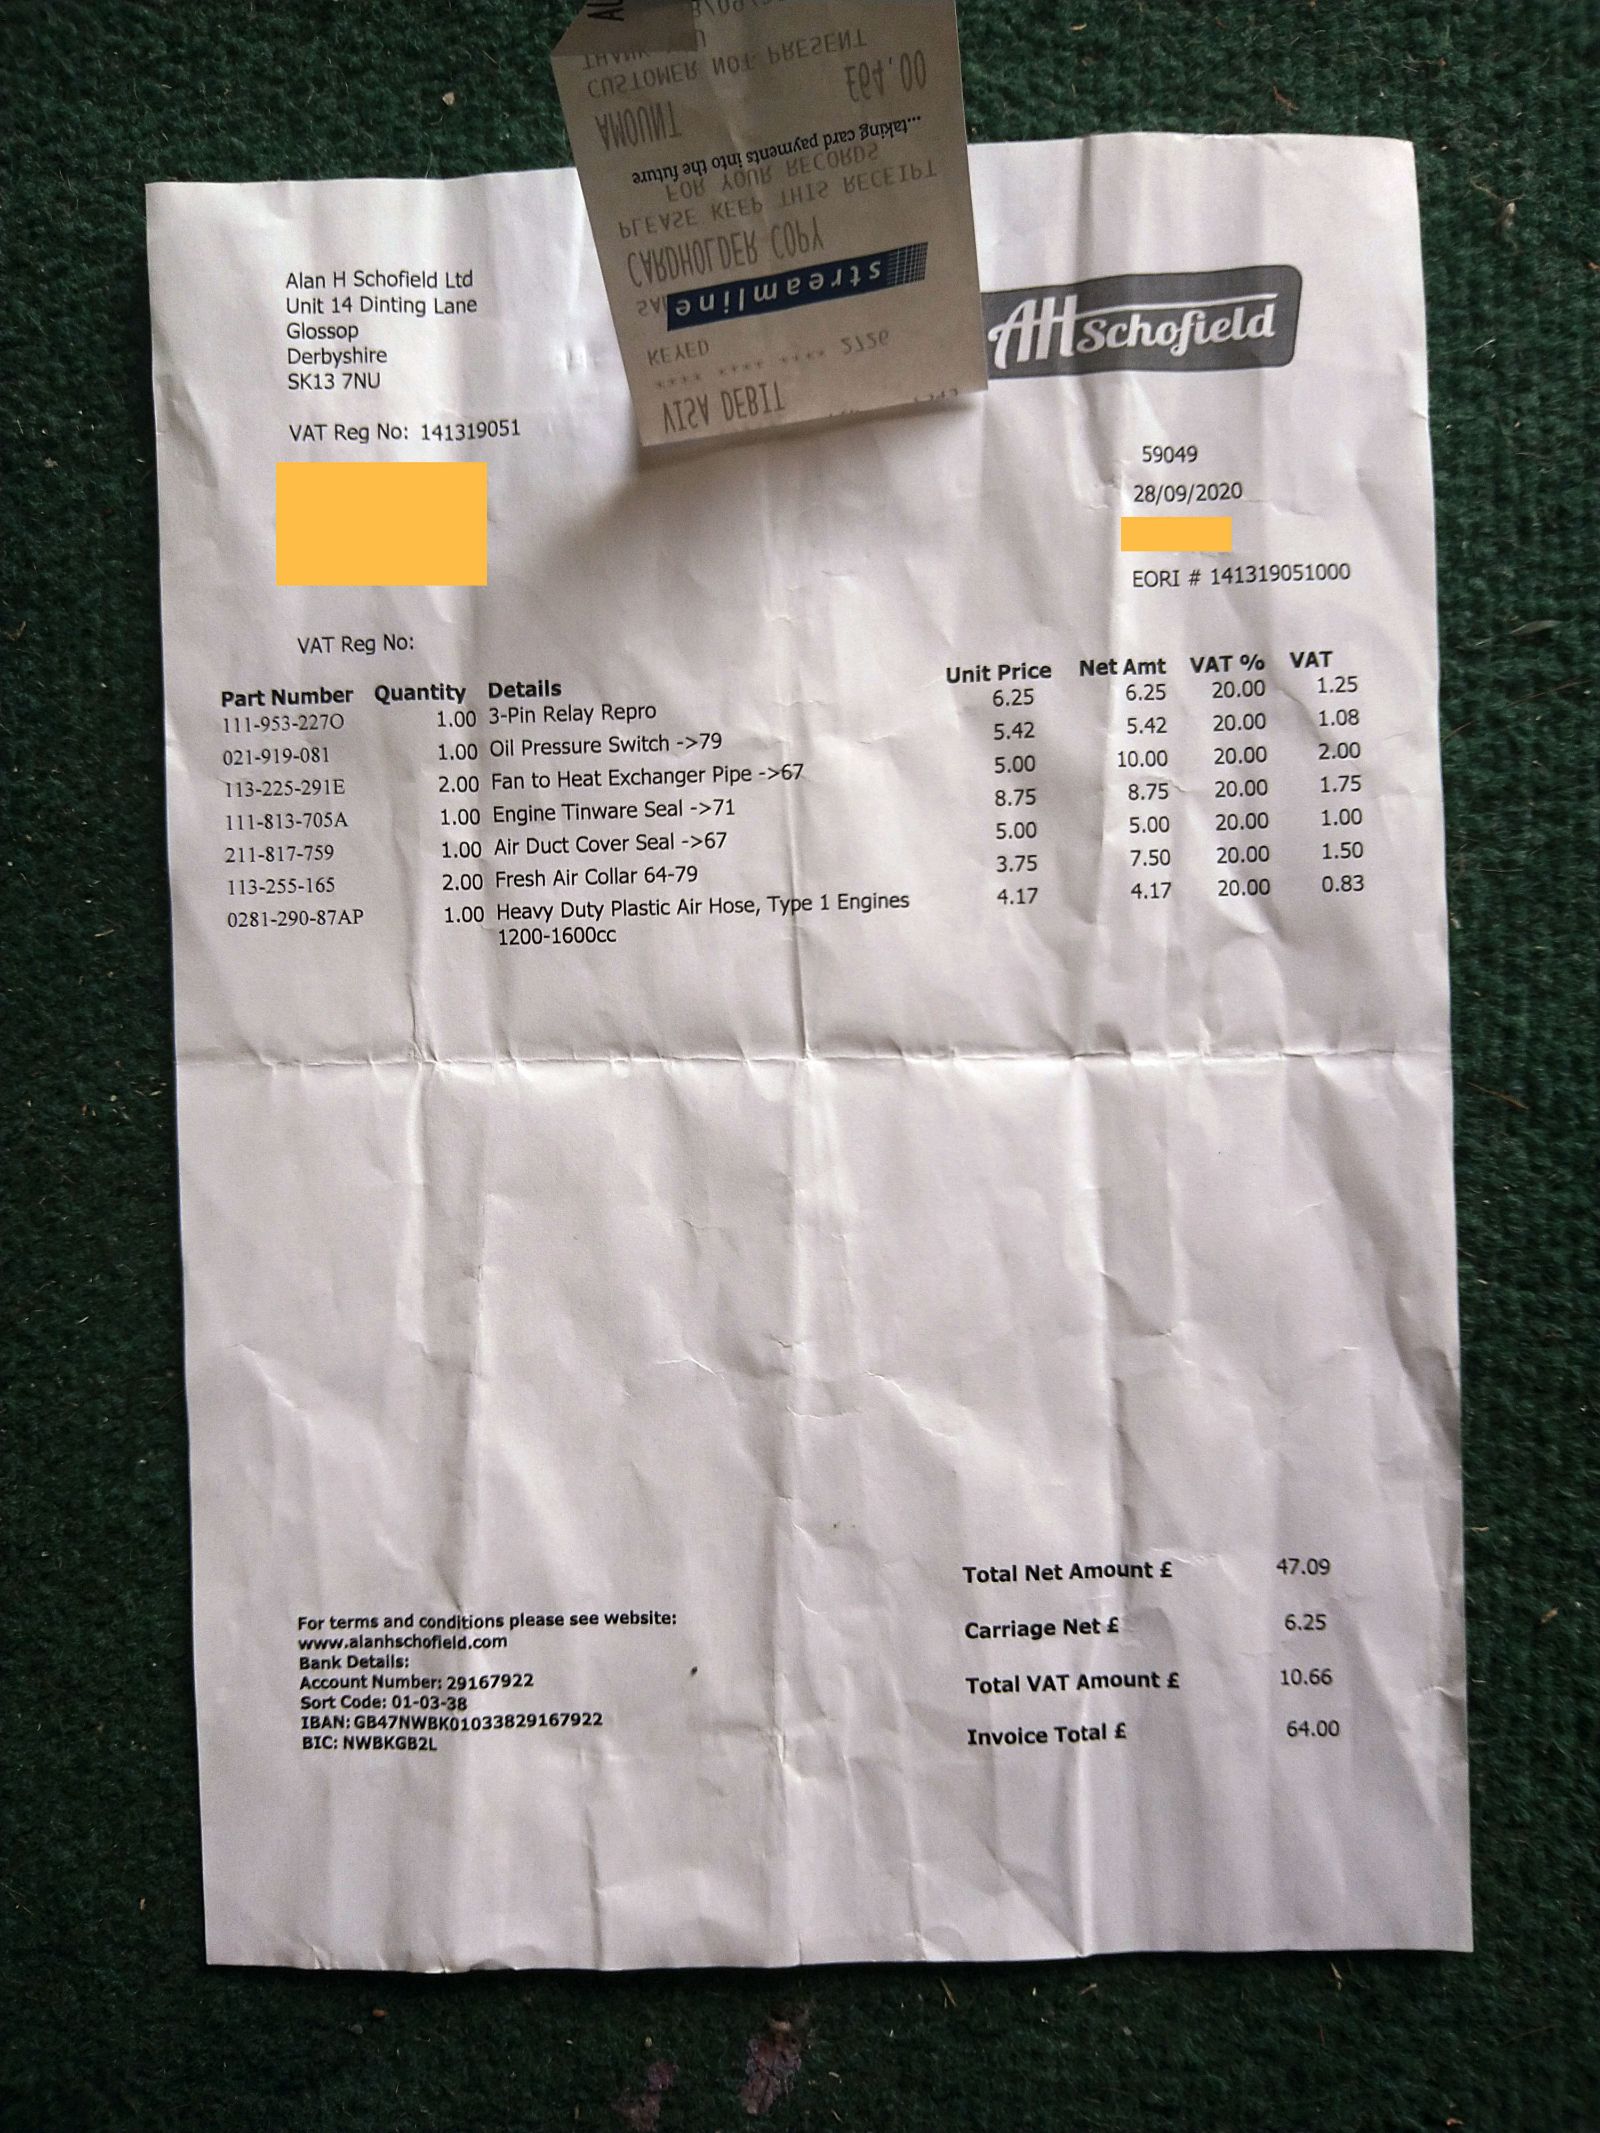 AU
THANK YOU
CUSTOMER NOT PRESENT
AMOUNT £64.00
...taking card payments into the future
FOR YOUR RECORDS
PLEASE KEEP THIS RECEIPT
CARDHOLDER COPY
streamline
KEYED
**** **** **** 2726
VISA DEBIT
AHSchofield
Alan H Schofield Ltd
Unit 14 Dinting Lane
Glossop
Derbyshire
SK13 7NU
VAT Reg No: 141319051
59049
28/09/2020
EORI # 141319051000
VAT Reg No:
Part Number Quantity Details Unit Price Net Amt VAT % VAT
111-953-227O 1.00 3-Pin Relay Repro 6.25 6.25 20.00 1.25
021-919-081 1.00 Oil Pressure Switch ->79 5.42 5.42 20.00 1.08
113-225-291E 2.00 Fan to Heat Exchanger Pipe ->67 5.00 10.00 20.00 2.00
111-813-705A 1.00 Engine Tinware Seal ->71 8.75 8.75 20.00 1.75
211-817-759 1.00 Air Duct Cover Seal ->67 5.00 5.00 20.00 1.00
113-255-165 2.00 Fresh Air Collar 64-79 3.75 7.50 20.00 1.50
0281-290-87AP 1.00 Heavy Duty Plastic Air Hose, Type 1 Engines 4.17 4.17 20.00 0.83
1200-1600cc
Total Net Amount £ 47.09
Carriage Net £ 6.25
Total VAT Amount £ 10.66
Invoice Total £ 64.00
For terms and conditions please see website:
www.alanhschofield.com
Bank Details:
Account Number: 29167922
Sort Code: 01-03-38
IBAN: GB47NWBK01033829167922
BIC: NWBKGB2L